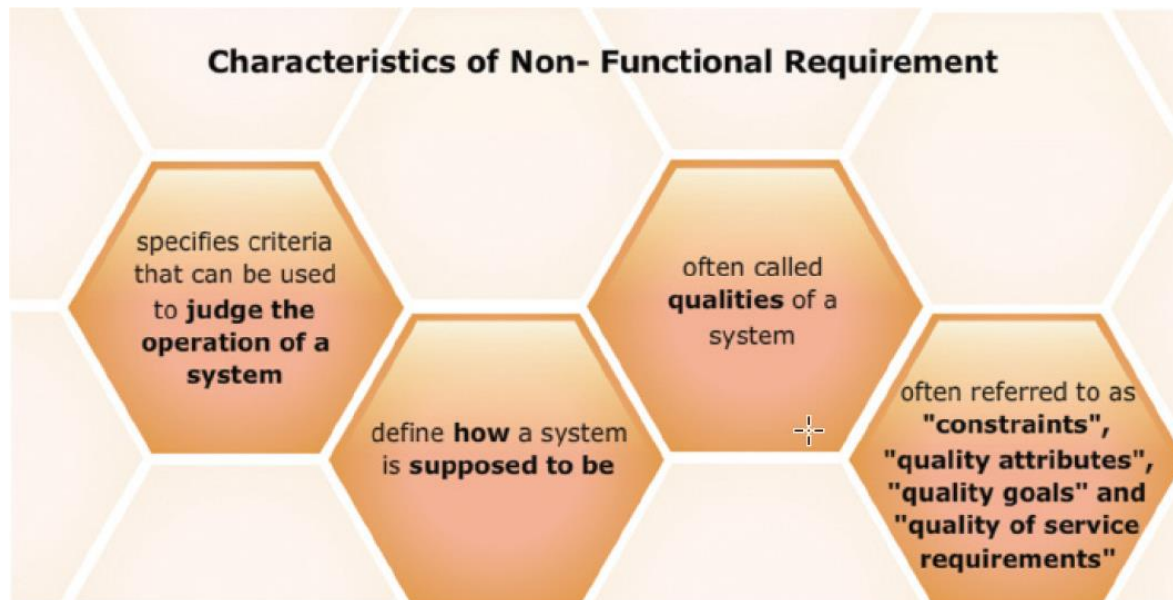 Characteristics of Non- Functional Requirement
specifies criteria
that can be used
to judge the
operation of a
system
define how a system
is supposed to be
often called
qualities of a
system
often referred to as
"constraints",
"quality attributes",
"quality goals" and
"quality of service
requirements"